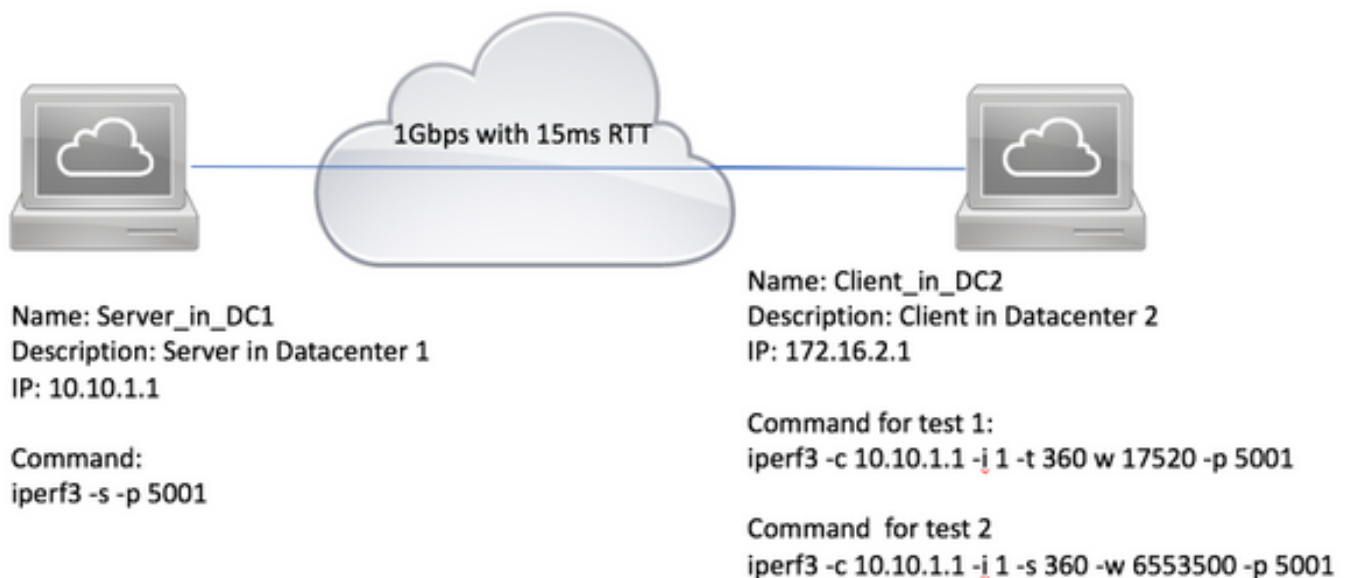 1Gbps with 15ms RTT
Name: Server_in_DC1
Description: Server in Datacenter 1
IP: 10.10.1.1
Command:
iperf3 -s -p 5001
Name: Client_in_DC2
Description: Client in Datacenter 2
IP: 172.16.2.1
Command for test 1:
iperf3 -c 10.10.1.1 -i 1 -t 360 w 17520 -p 5001
Command for test 2
iperf3 -c 10.10.1.1 -i 1 -s 360 -w 6553500 -p 5001